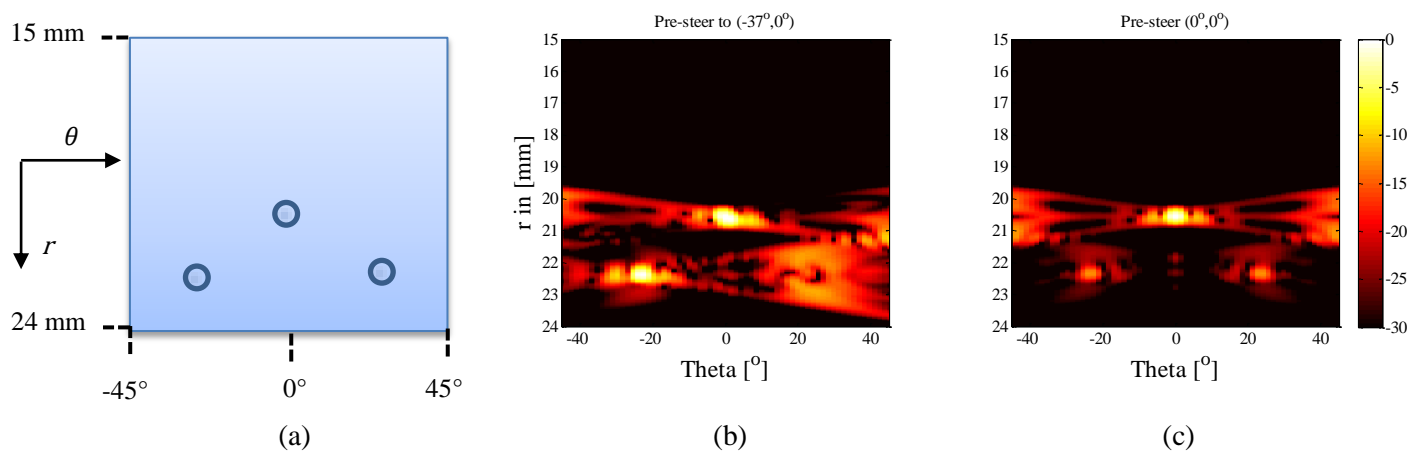 15 mm
θ
r
24 mm
-45° 0° 45°
(a)
Pre-steer to (-37°,0°)
15
16
17
18
19
20
21
22
23
24
r in [mm]
-40 -20 0 20 40
Theta [°]
(b)
Pre-steer (0°,0°)
15
16
17
18
19
20
21
22
23
24
-40 -20 0 20 40
Theta [°]
(c)
0
-5
-10
-15
-20
-25
-30